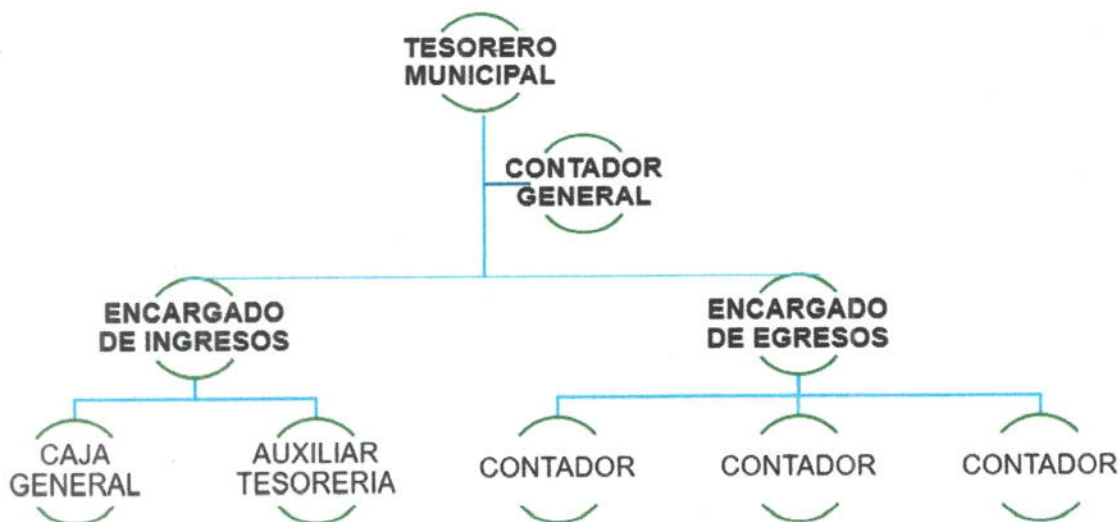 TESORERO
MUNICIPAL
CONTADOR
GENERAL
ENCARGADO
DE INGRESOS
ENCARGADO
DE EGRESOS
CAJA
GENERAL
AUXILIAR
TESORERIA
CONTADOR
CONTADOR
CONTADOR